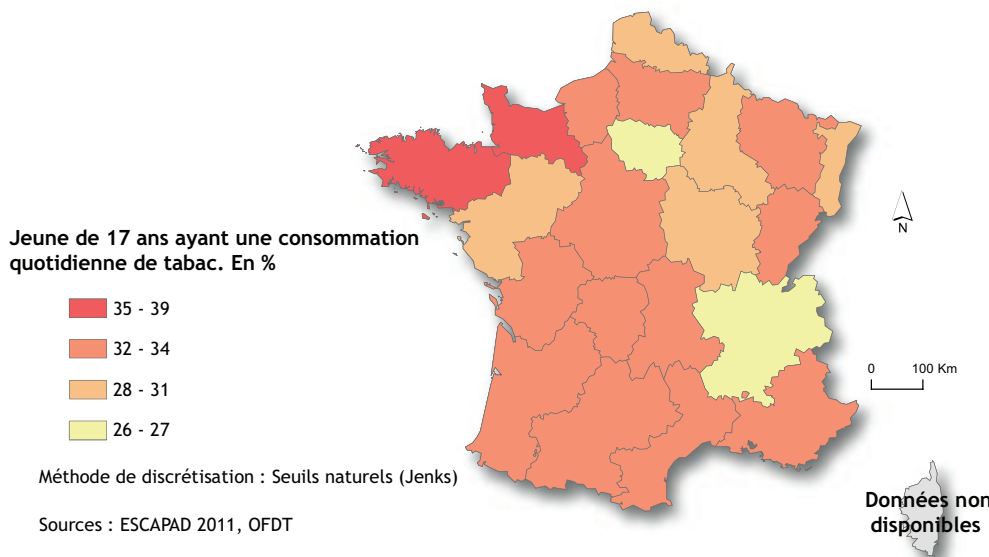 Jeune de 17 ans ayant une consommation
quotidienne de tabac. En %
35 - 39
32 - 34
28 - 31
26 - 27
Méthode de discrétisation : Seuils naturels (Jenks)
Sources : ESCAPAD 2011, OFDT
N
0 100 Km
Données non
disponibles